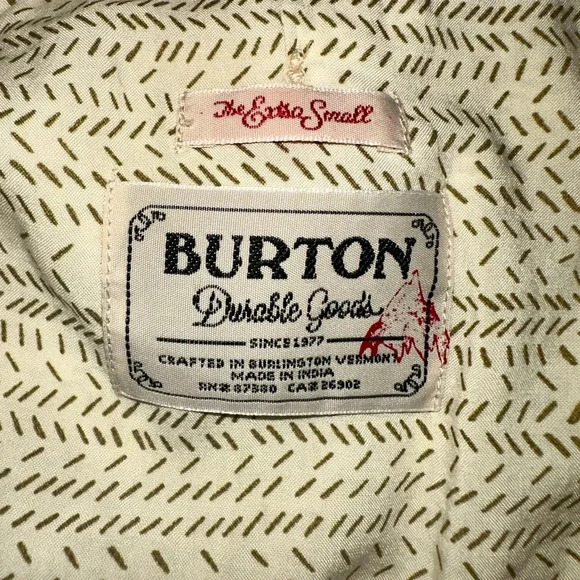 The Extra Small
BURTON
Durable Goods
SINCE 1977
CRAFTED IN BURLINGTON VERMONT
MADE IN INDIA
RN# 87380 CA# 26902